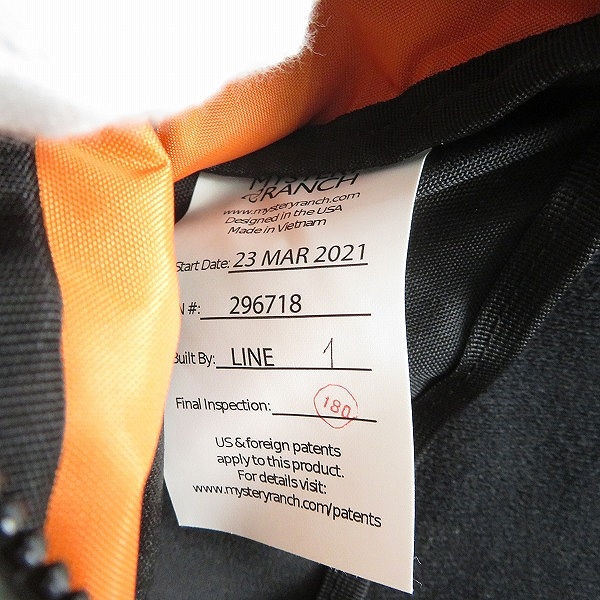 MYSTERY
RANCH
www.mysteryranch.com
Designed in the USA
Made in Vietnam
Start Date: 23 MAR 2021
N #: 296718
Built By: LINE 1
Final Inspection: 180
US & foreign patents
apply to this product.
For details visit:
www.mysteryranch.com/patents